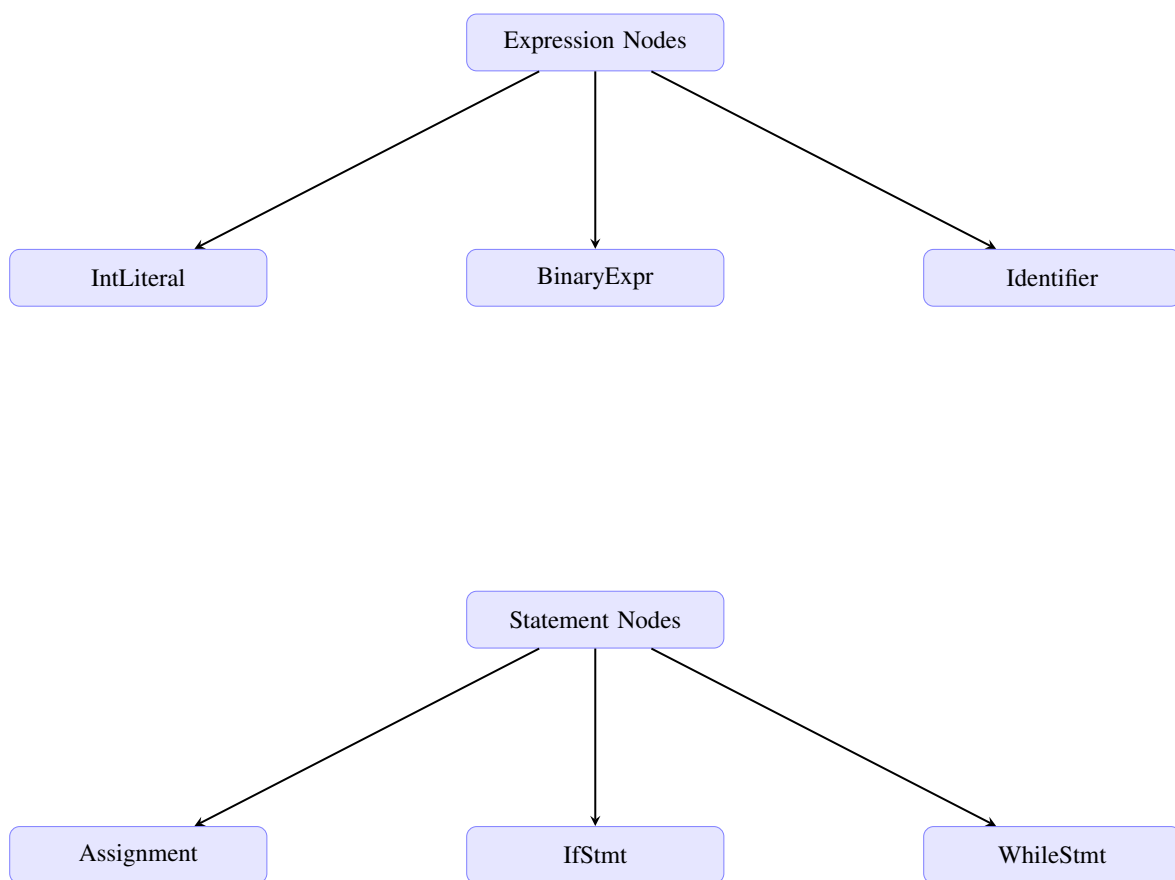 Expression Nodes
IntLiteral
BinaryExpr
Identifier
Statement Nodes
Assignment
IfStmt
WhileStmt